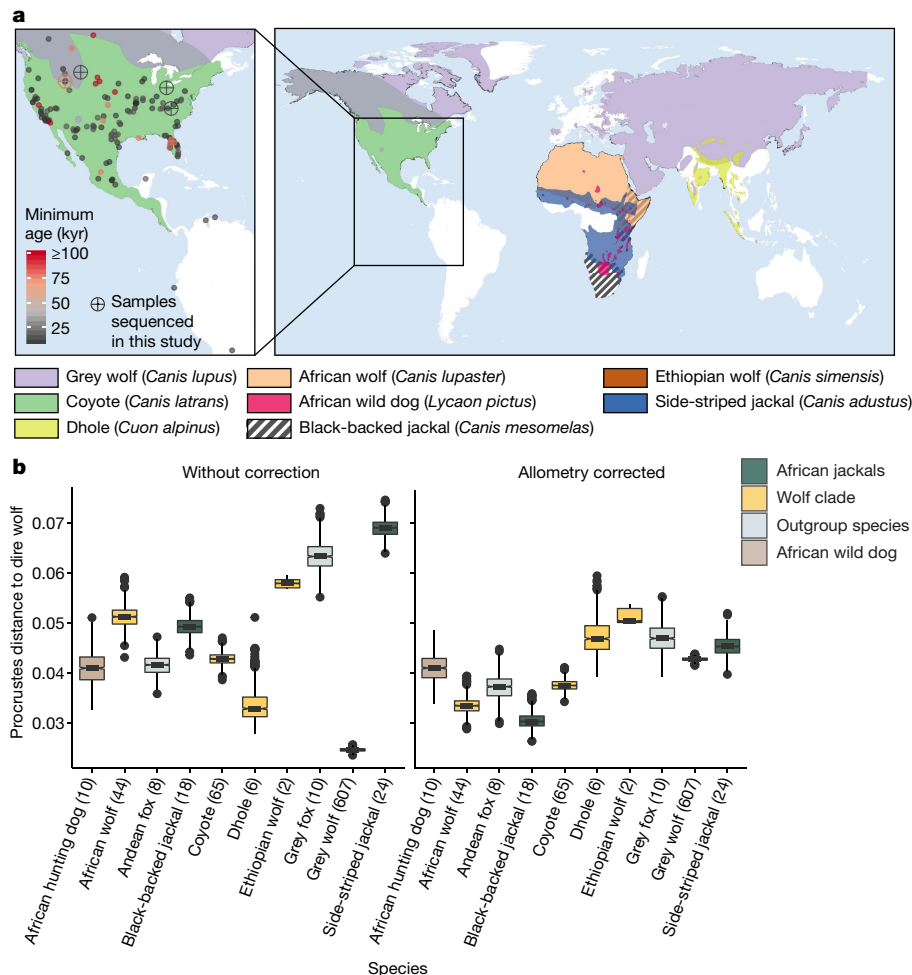 a
Minimum
age (kyr)
≥100
75
50
25
Samples
sequenced
in this study
Grey wolf (Canis lupus)
African wolf (Canis lupaster)
Ethiopian wolf (Canis simensis)
Coyote (Canis latrans)
African wild dog (Lycaon pictus)
Side-striped jackal (Canis adustus)
Dhole (Cuon alpinus)
Black-backed jackal (Canis mesomelas)
b
Without correction
Allometry corrected
African jackals
Wolf clade
Outgroup species
African wild dog
Procrustes distance to dire wolf
0.07
0.06
0.05
0.04
0.03
African hunting dog (10)
African wolf (44)
Andean fox (8)
Black-backed jackal (18)
Coyote (65)
Dhole (6)
Ethiopian wolf (2)
Grey fox (10)
Grey wolf (607)
Side-striped jackal (24)
African hunting dog (10)
African wolf (44)
Andean fox (8)
Black-backed jackal (18)
Coyote (65)
Dhole (6)
Ethiopian wolf (2)
Grey fox (10)
Grey wolf (607)
Side-striped jackal (24)
Species